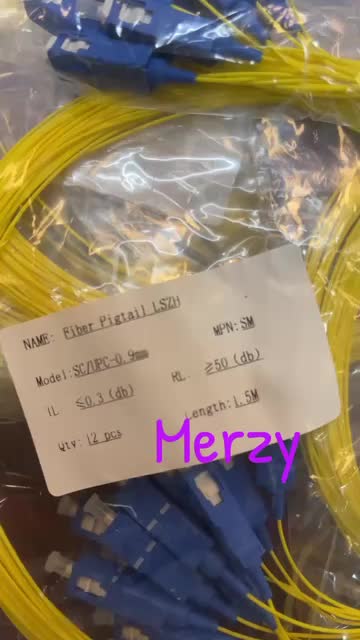 NAME: Fiber Pigtail LSZH
MPN: SM
Model: SC/UPC-0.9mm
RL. ≥50 (db)
IL ≤0.3 (db)
Length: 1.5M
Qty: 12 pcs
Merzy